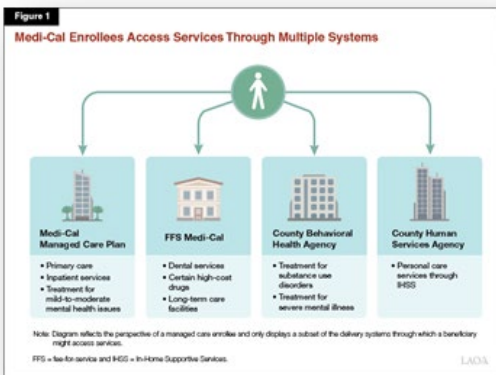 Figure 1
Medi-Cal Enrollees Access Services Through Multiple Systems
Medi-Cal
Managed Care Plan
• Primary care
• Inpatient services
• Treatment for
mild-to-moderate
mental health issues
FFS Medi-Cal
• Dental services
• Certain high-cost
drugs
• Long-term care
facilities
County Behavioral
Health Agency
• Treatment for
substance use
disorders
• Treatment for
severe mental illness
County Human
Services Agency
• Personal care
services through
IHSS
Note: Diagram reflects the perspective of a managed care enrollee and only displays a subset of the delivery systems through which a beneficiary
might access services.
FFS = fee-for-service and IHSS = In-Home Supportive Services.
LAO